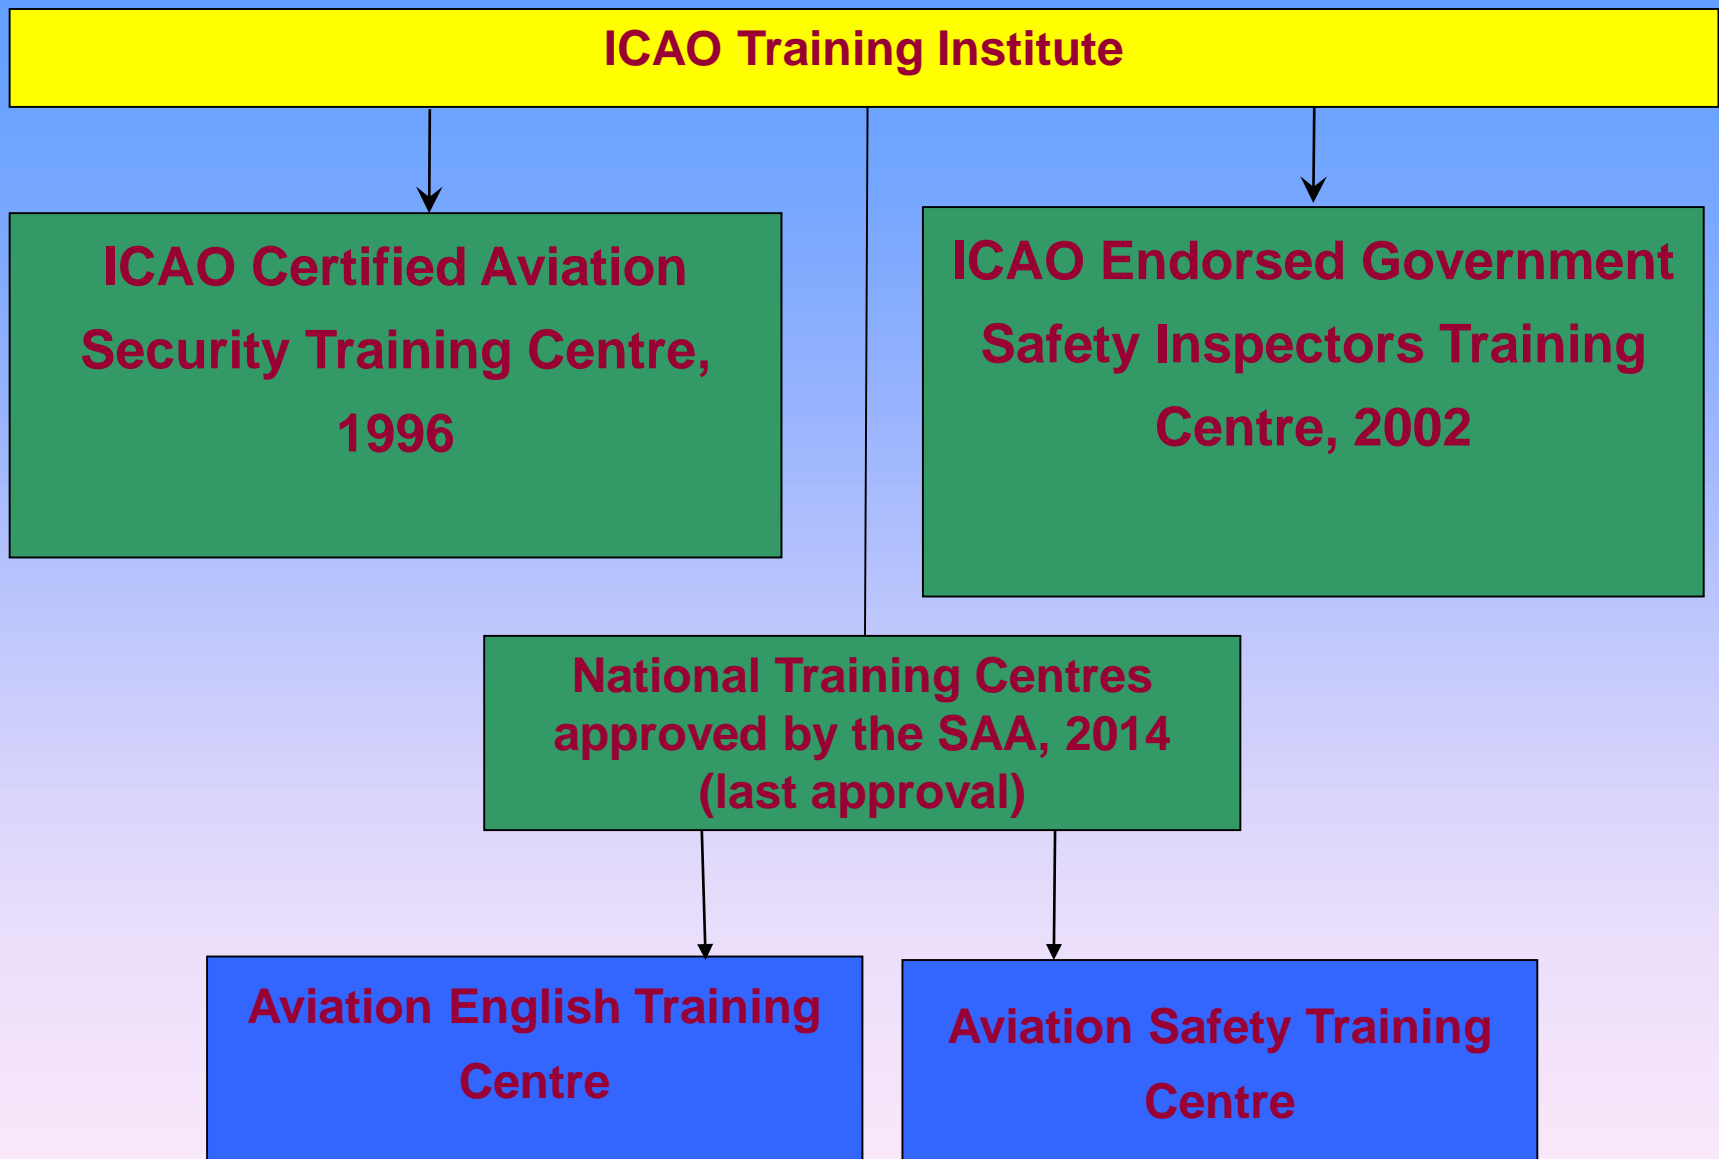 ICAO Training Institute
ICAO Certified Aviation
Security Training Centre,
1996
ICAO Endorsed Government
Safety Inspectors Training
Centre, 2002
National Training Centres
approved by the SAA, 2014
(last approval)
Aviation English Training
Centre
Aviation Safety Training
Centre